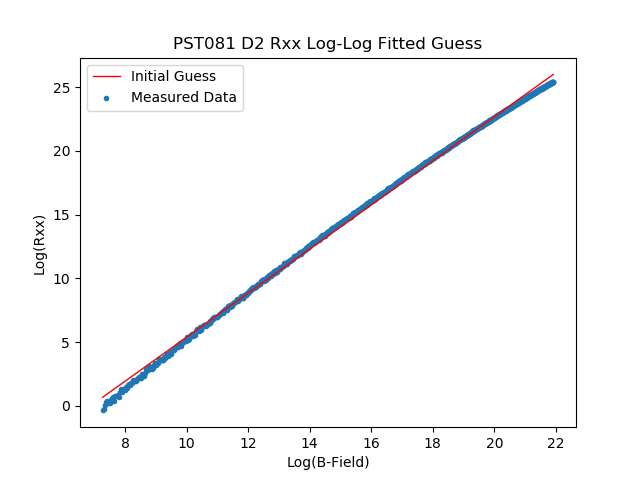 PST081 D2 Rxx Log-Log Fitted Guess
Initial Guess
Measured Data
25
20
15
10
5
0
Log(Rxx)
8 10 12 14 16 18 20 22
Log(B-Field)